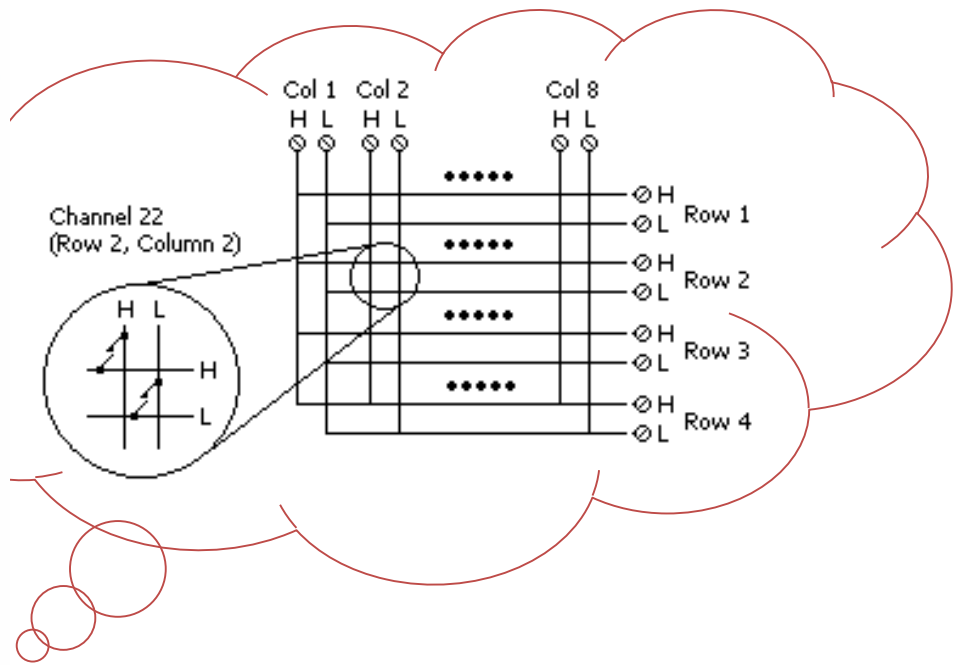 Col 1 Col 2 Col 8
H L H L H L
H
Row 1
L
Channel 22
(Row 2, Column 2)
H
Row 2
L
H L
H
Row 3
L
H
L
H
Row 4
L